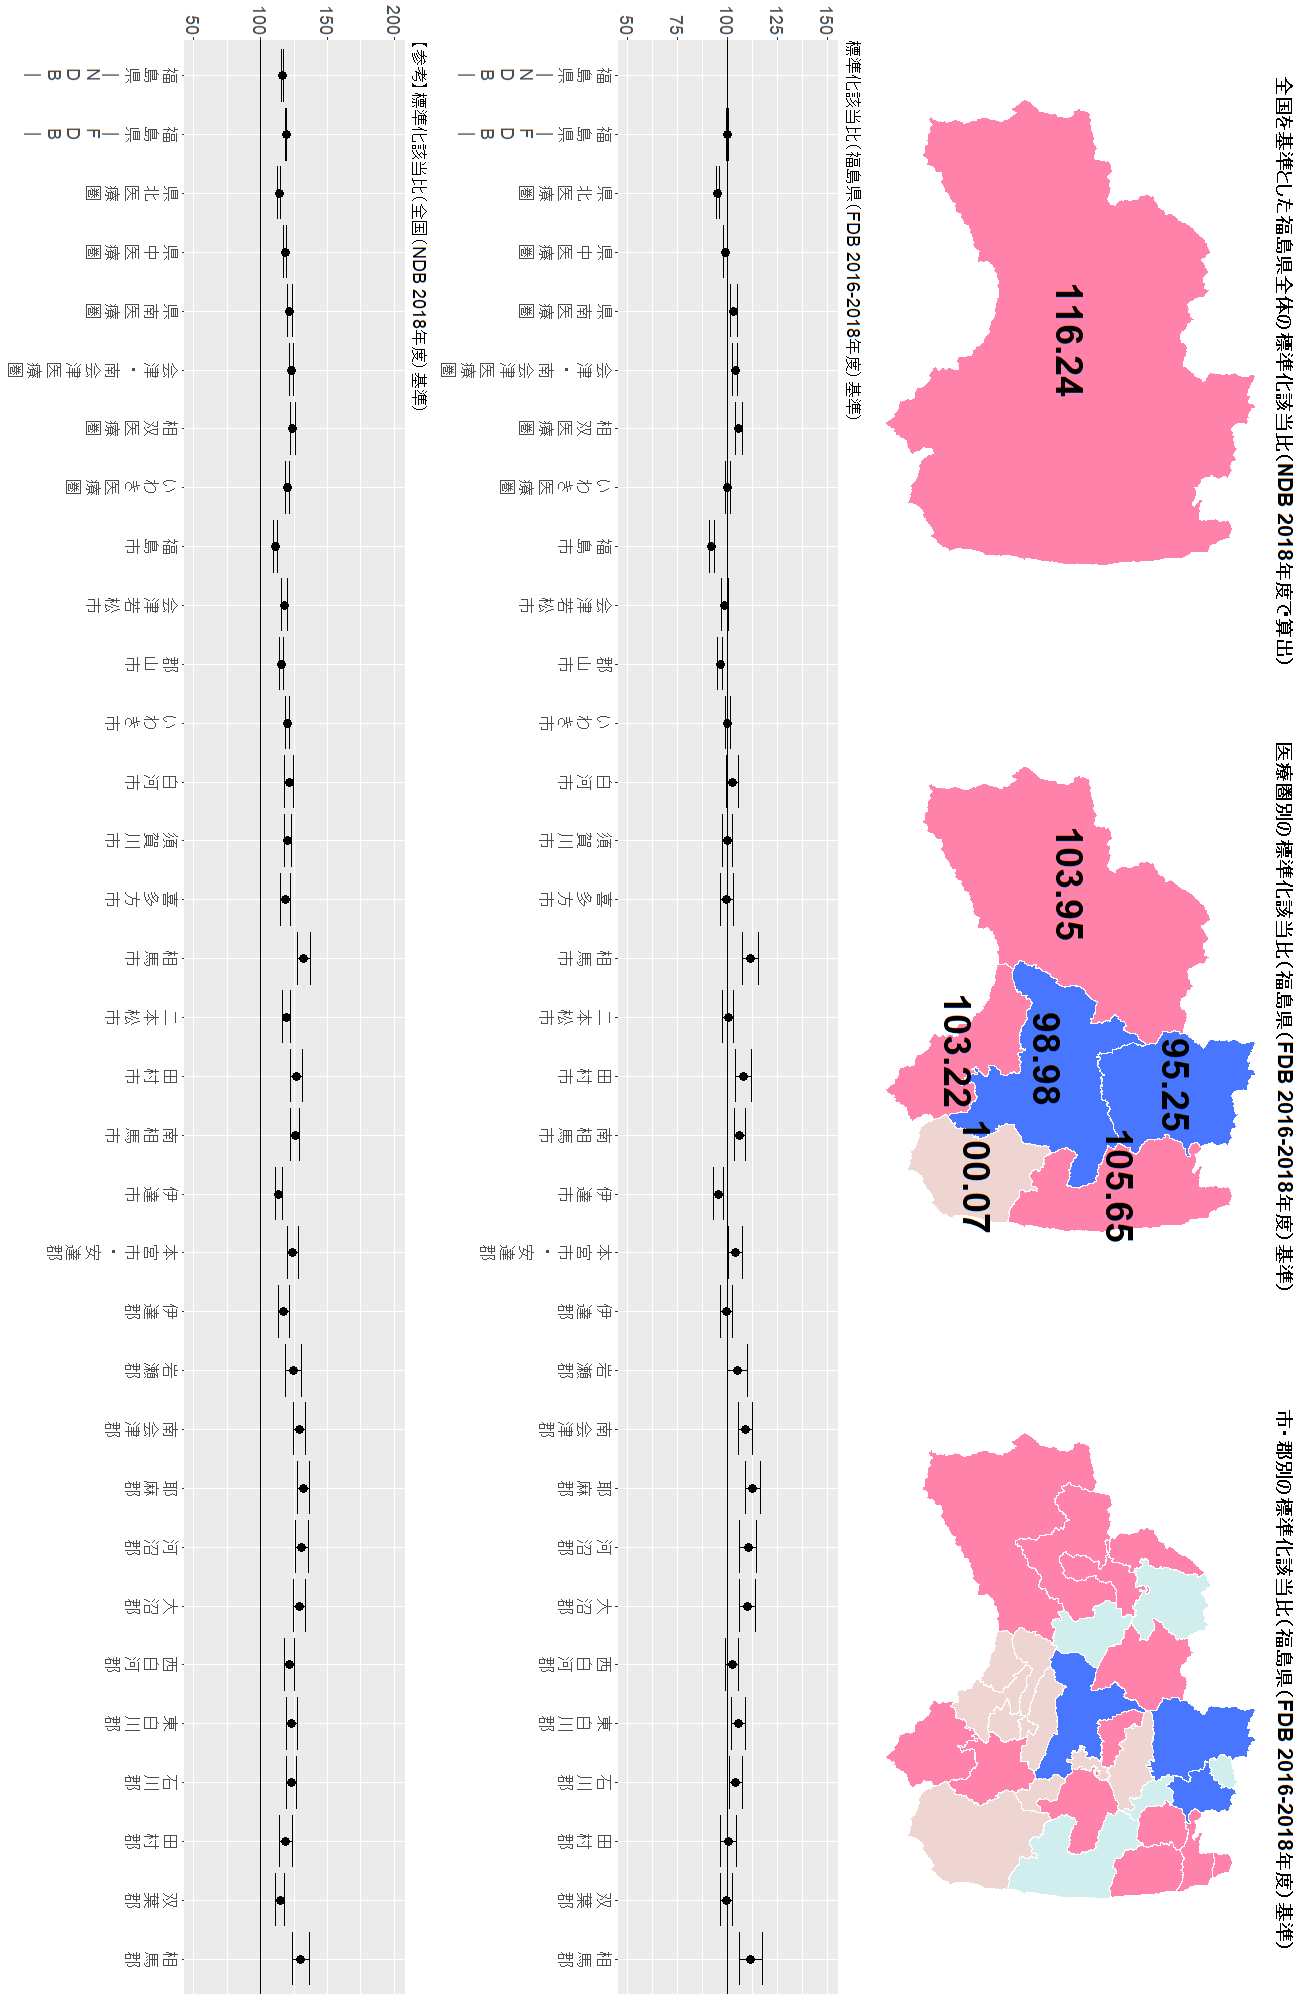 全国を基準とした福島県全体の標準化該当比(NDB 2018年度で算出)
116.24
医療圏別の標準化該当比(福島県(FDB 2016-2018年度)基準)
103.95
95.25
98.98
105.65
103.22
100.07
市・郡別の標準化該当比(福島県(FDB 2016-2018年度)基準)
標準化該当比(福島県(FDB 2016-2018年度)基準)
150
125
100
75
50
福島県―NDB―
福島県―FDB―
県北医療圏
県中医療圏
県南医療圏
会津・南会津医療圏
相双医療圏
いわき医療圏
福島市
会津若松市
郡山市
いわき市
白河市
須賀川市
喜多方市
相馬市
二本松市
田村市
南相馬市
伊達市
本宮市・安達郡
伊達郡
岩瀬郡
南会津郡
耶麻郡
河沼郡
大沼郡
西白河郡
東白川郡
石川郡
田村郡
双葉郡
相馬郡
【参考】標準化該当比(全国(NDB 2018年度)基準)
200
150
100
50
福島県―NDB―
福島県―FDB―
県北医療圏
県中医療圏
県南医療圏
会津・南会津医療圏
相双医療圏
いわき医療圏
福島市
会津若松市
郡山市
いわき市
白河市
須賀川市
喜多方市
相馬市
二本松市
田村市
南相馬市
伊達市
本宮市・安達郡
伊達郡
岩瀬郡
南会津郡
耶麻郡
河沼郡
大沼郡
西白河郡
東白川郡
石川郡
田村郡
双葉郡
相馬郡